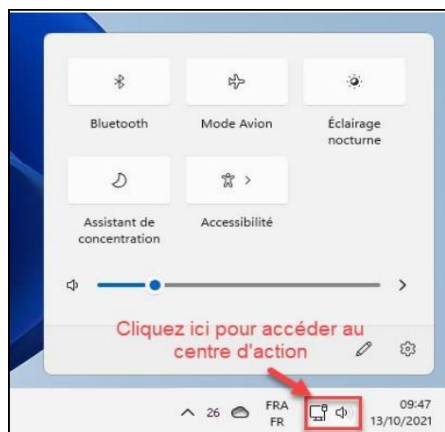 Bluetooth
Mode Avion
Éclairage
nocturne
Assistant de
concentration
Accessibilité
Cliquez ici pour accéder au
centre d'action
26
FRA
FR
09:47
13/10/2021